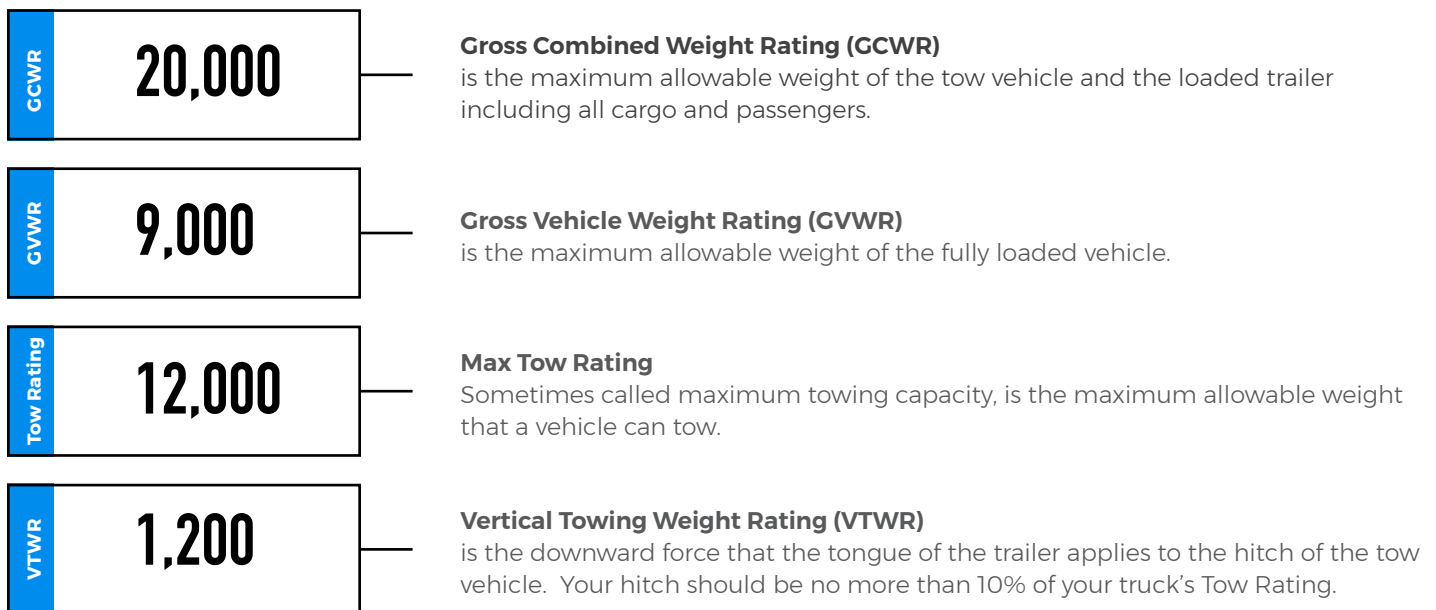 GCWR
20,000
Gross Combined Weight Rating (GCWR)
is the maximum allowable weight of the tow vehicle and the loaded trailer
including all cargo and passengers.
GVWR
9,000
Gross Vehicle Weight Rating (GVWR)
is the maximum allowable weight of the fully loaded vehicle.
Tow Rating
12,000
Max Tow Rating
Sometimes called maximum towing capacity, is the maximum allowable weight
that a vehicle can tow.
VTWR
1,200
Vertical Towing Weight Rating (VTWR)
is the downward force that the tongue of the trailer applies to the hitch of the tow
vehicle.  Your hitch should be no more than 10% of your truck's Tow Rating.